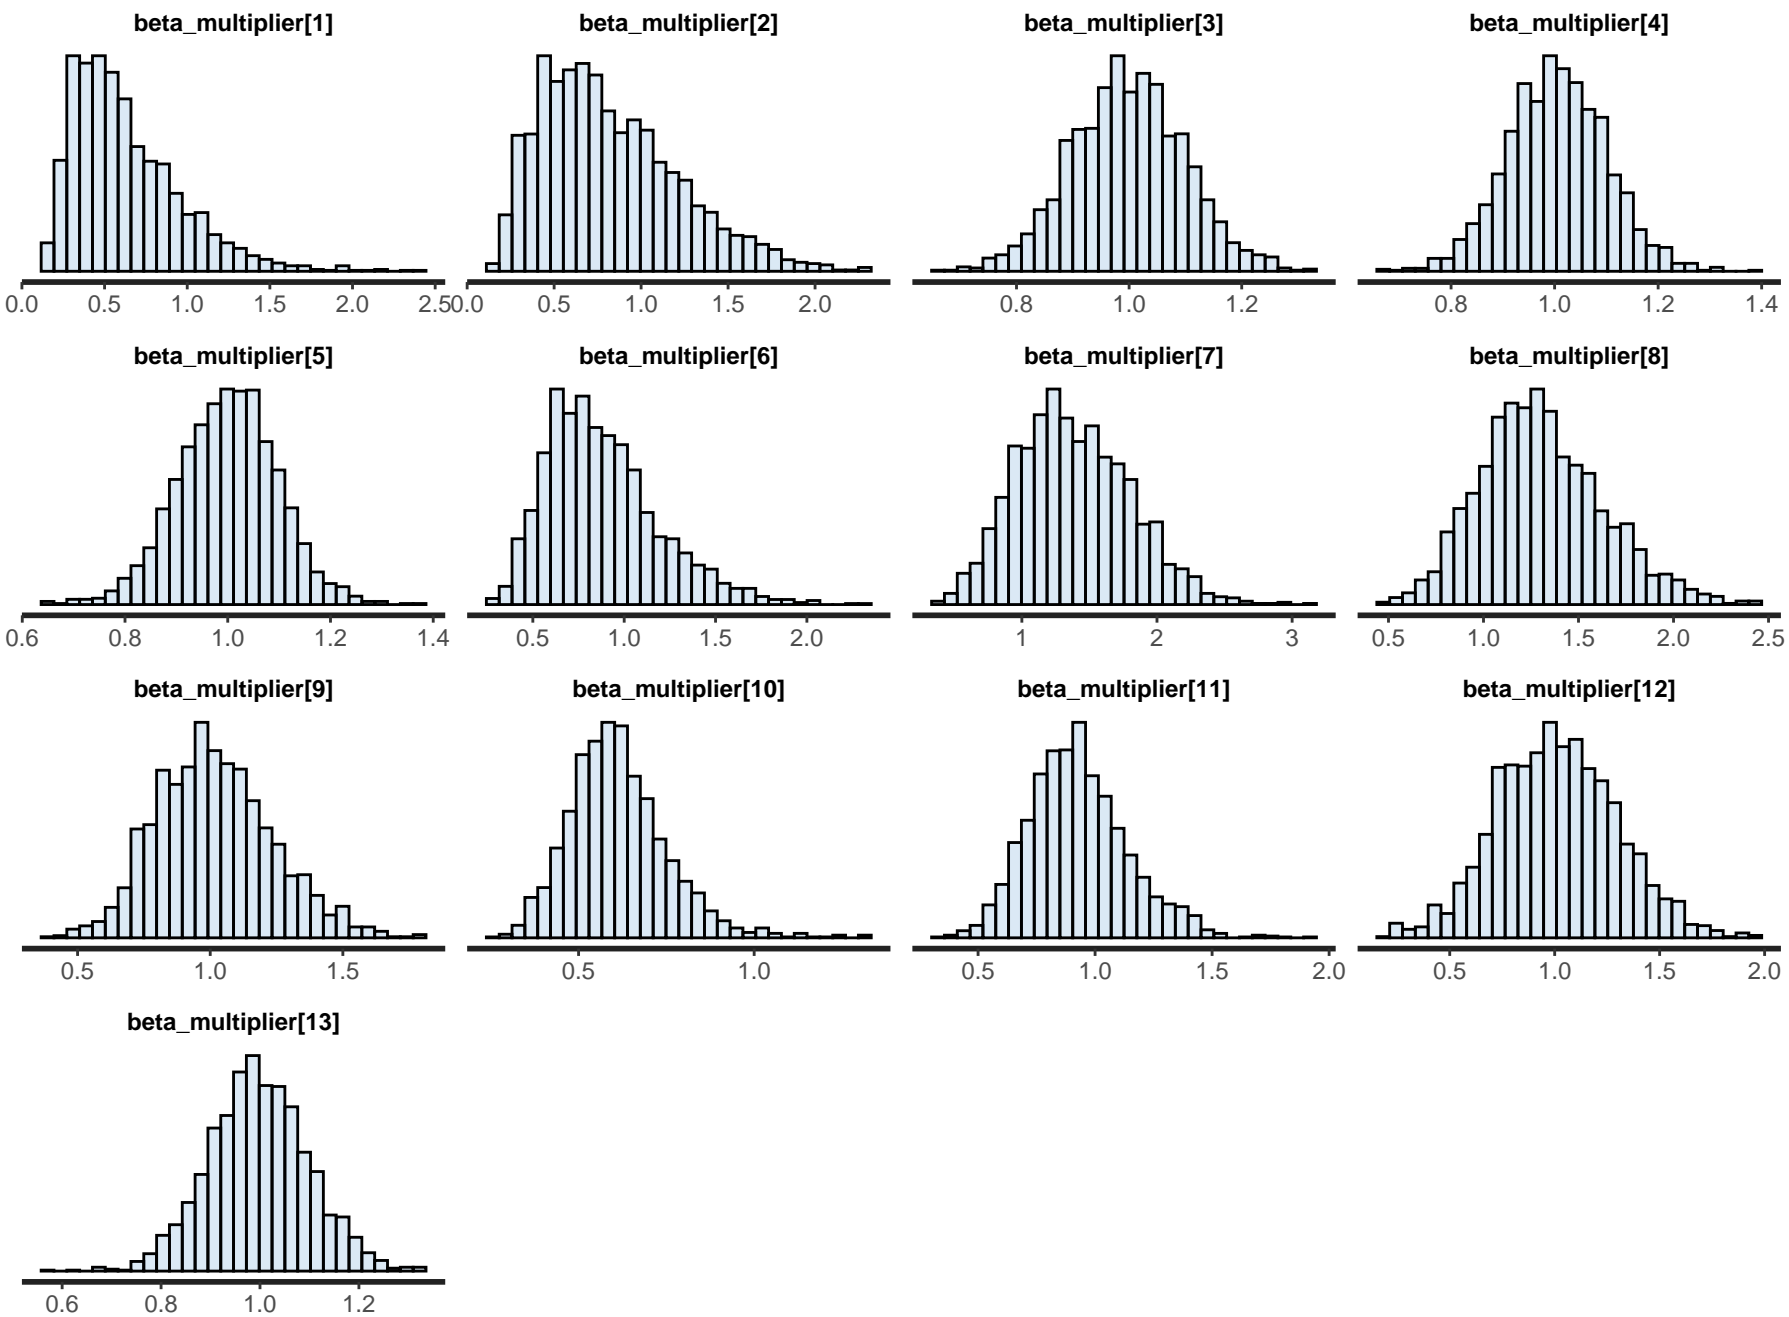 beta_multiplier[1] beta_multiplier[2] beta_multiplier[3] beta_multiplier[4]
0.0 0.5 1.0 1.5 2.0 2.5 0.0 0.5 1.0 1.5 2.0 0.8 1.0 1.2 0.8 1.0 1.2 1.4
beta_multiplier[5] beta_multiplier[6] beta_multiplier[7] beta_multiplier[8]
0.6 0.8 1.0 1.2 1.4 0.5 1.0 1.5 2.0 1 2 3 0.5 1.0 1.5 2.0 2.5
beta_multiplier[9] beta_multiplier[10] beta_multiplier[11] beta_multiplier[12]
0.5 1.0 1.5 0.5 1.0 0.5 1.0 1.5 2.0 0.5 1.0 1.5 2.0
beta_multiplier[13]
0.6 0.8 1.0 1.2